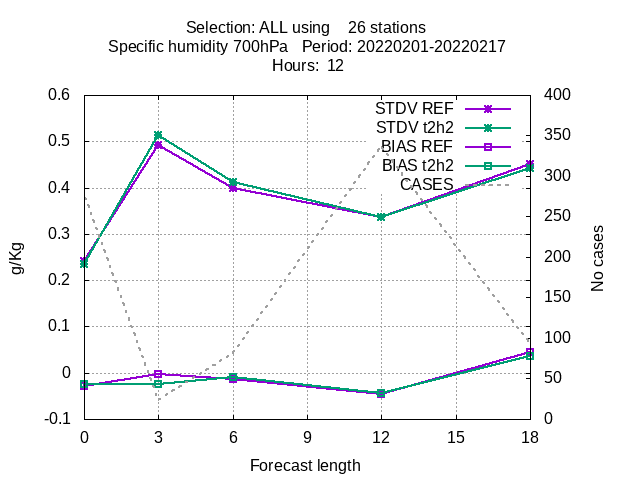 Selection: ALL using    26 stations
Specific humidity 700hPa   Period: 20220201-20220217
Hours:  12
0.6
0.5
0.4
0.3
0.2
0.1
0
-0.1
g/Kg
STDV REF
STDV t2h2
BIAS REF
BIAS t2h2
CASES
400
350
300
250
200
150
100
50
0
No cases
0 3 6 9 12 15 18
Forecast length